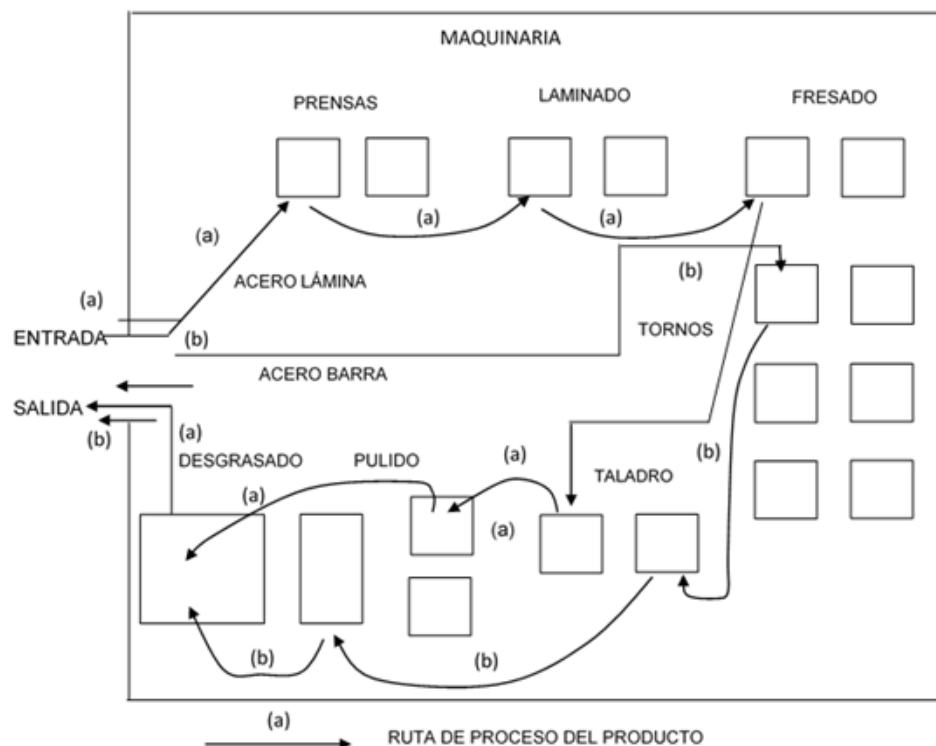 MAQUINARIA
PRENSAS
LAMINADO
FRESADO
(a)
(a)
(a)
ACERO LÁMINA
(b)
(a)
ENTRADA
(b)
TORNOS
ACERO BARRA
SALIDA
(b)
(a)
(b)
DESGRASADO
PULIDO
(a)
TALADRO
(a)
(a)
(b)
(b)
(a)
RUTA DE PROCESO DEL PRODUCTO